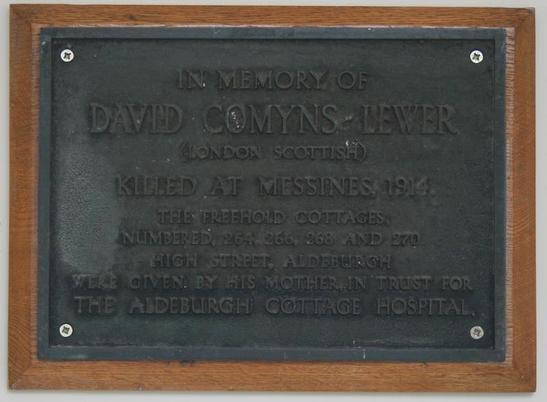 IN MEMORY OF
DAVID COMYNS-LEWER
(LONDON SCOTTISH)
KILLED AT MESSINES, 1914.
THE FREEHOLD COTTAGES,
NUMBERED, 264, 266, 268 AND 270
HIGH STREET, ALDEBURGH
WERE GIVEN BY HIS MOTHER, IN TRUST FOR
THE ALDEBURGH COTTAGE HOSPITAL.